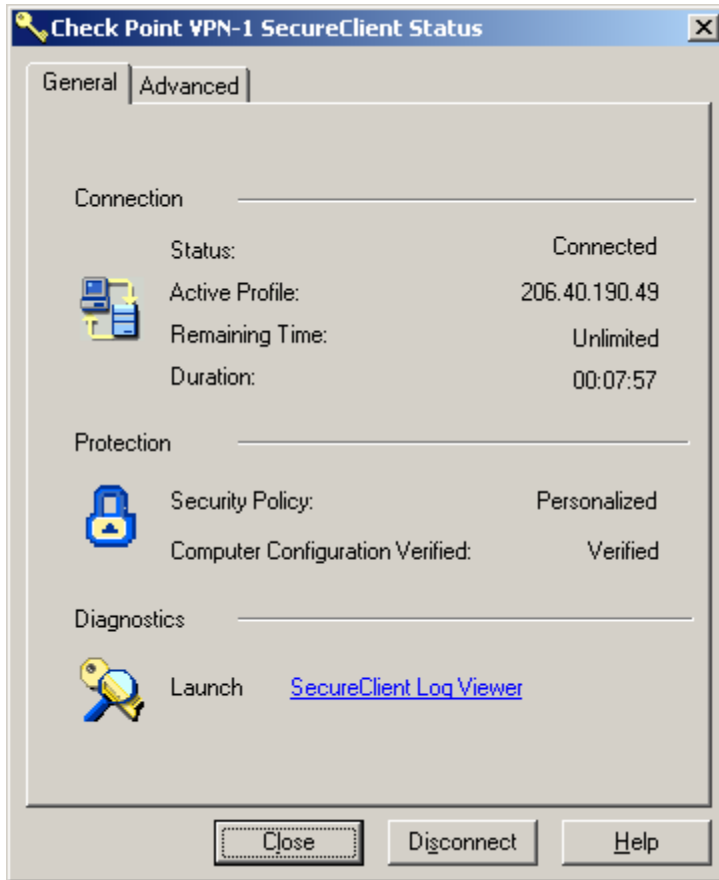 Check Point VPN-1 SecureClient Status
General Advanced
Connection
Status: Connected
Active Profile: 206.40.190.49
Remaining Time: Unlimited
Duration: 00:07:57
Protection
Security Policy: Personalized
Computer Configuration Verified: Verified
Diagnostics
Launch SecureClient Log Viewer
Close Disconnect Help